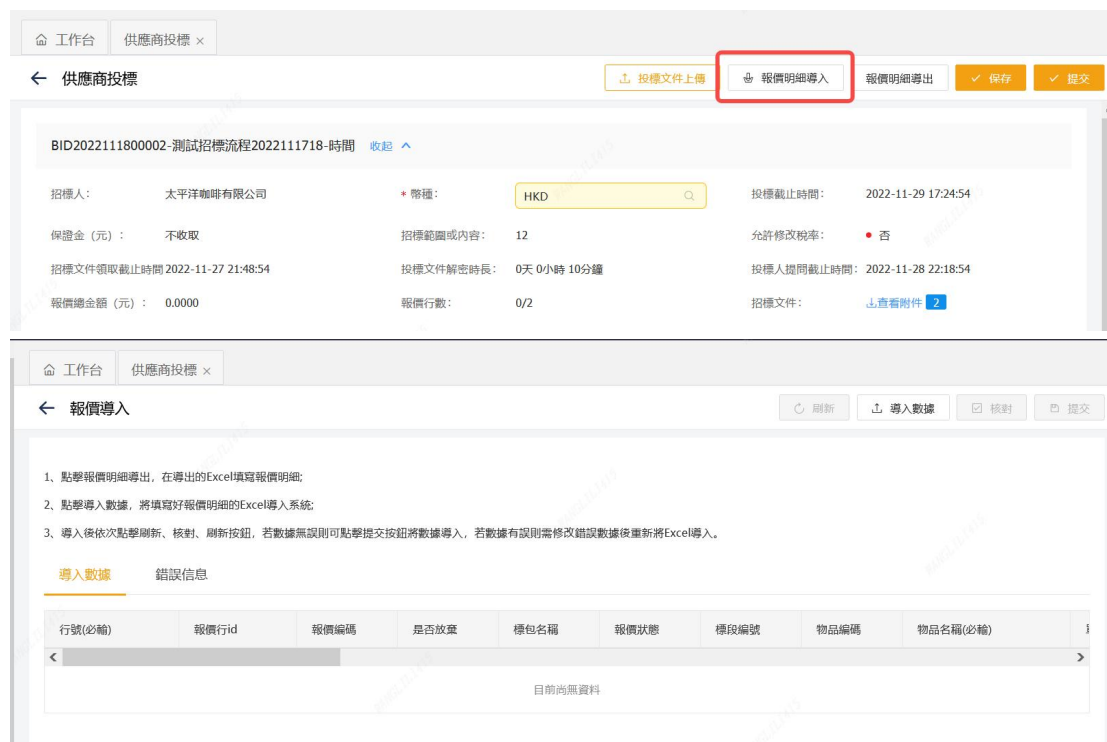 工作台 供應商投標 ×
供應商投標 投標文件上傳 報價明細導入 報價明細導出 保存 提交
BID2022111800002-測試招標流程2022111718-時間 收起
招標人： 太平洋咖啡有限公司 * 幣種： HKD 投標截止時間： 2022-11-29 17:24:54
保證金（元）： 不收取 招標範圍或內容： 12 允許修改稅率： 否
招標文件領取截止時間 2022-11-27 21:48:54 投標文件解密時長： 0天 0小時 10分鐘 投標人提問截止時間： 2022-11-28 22:18:54
報價總金額（元）： 0.0000 報價行數： 0/2 招標文件： 查看附件 2
工作台 供應商投標 ×
報價導入 刷新 導入數據 核對 提交
1、點擊報價明細導出，在導出的Excel填寫報價明細;
2、點擊導入數據，將填寫好報價明細的Excel導入系統;
3、導入後依次點擊刷新、核對、刷新按鈕，若數據無誤則可點擊提交按鈕將數據導入，若數據有誤則需修改錯誤數據後重新將Excel導入。
導入數據 錯誤信息
行號(必輸) 報價行id 報價編碼 是否放棄 標包名稱 報價狀態 標段編號 物品編碼 物品名稱(必輸)
目前尚無資料